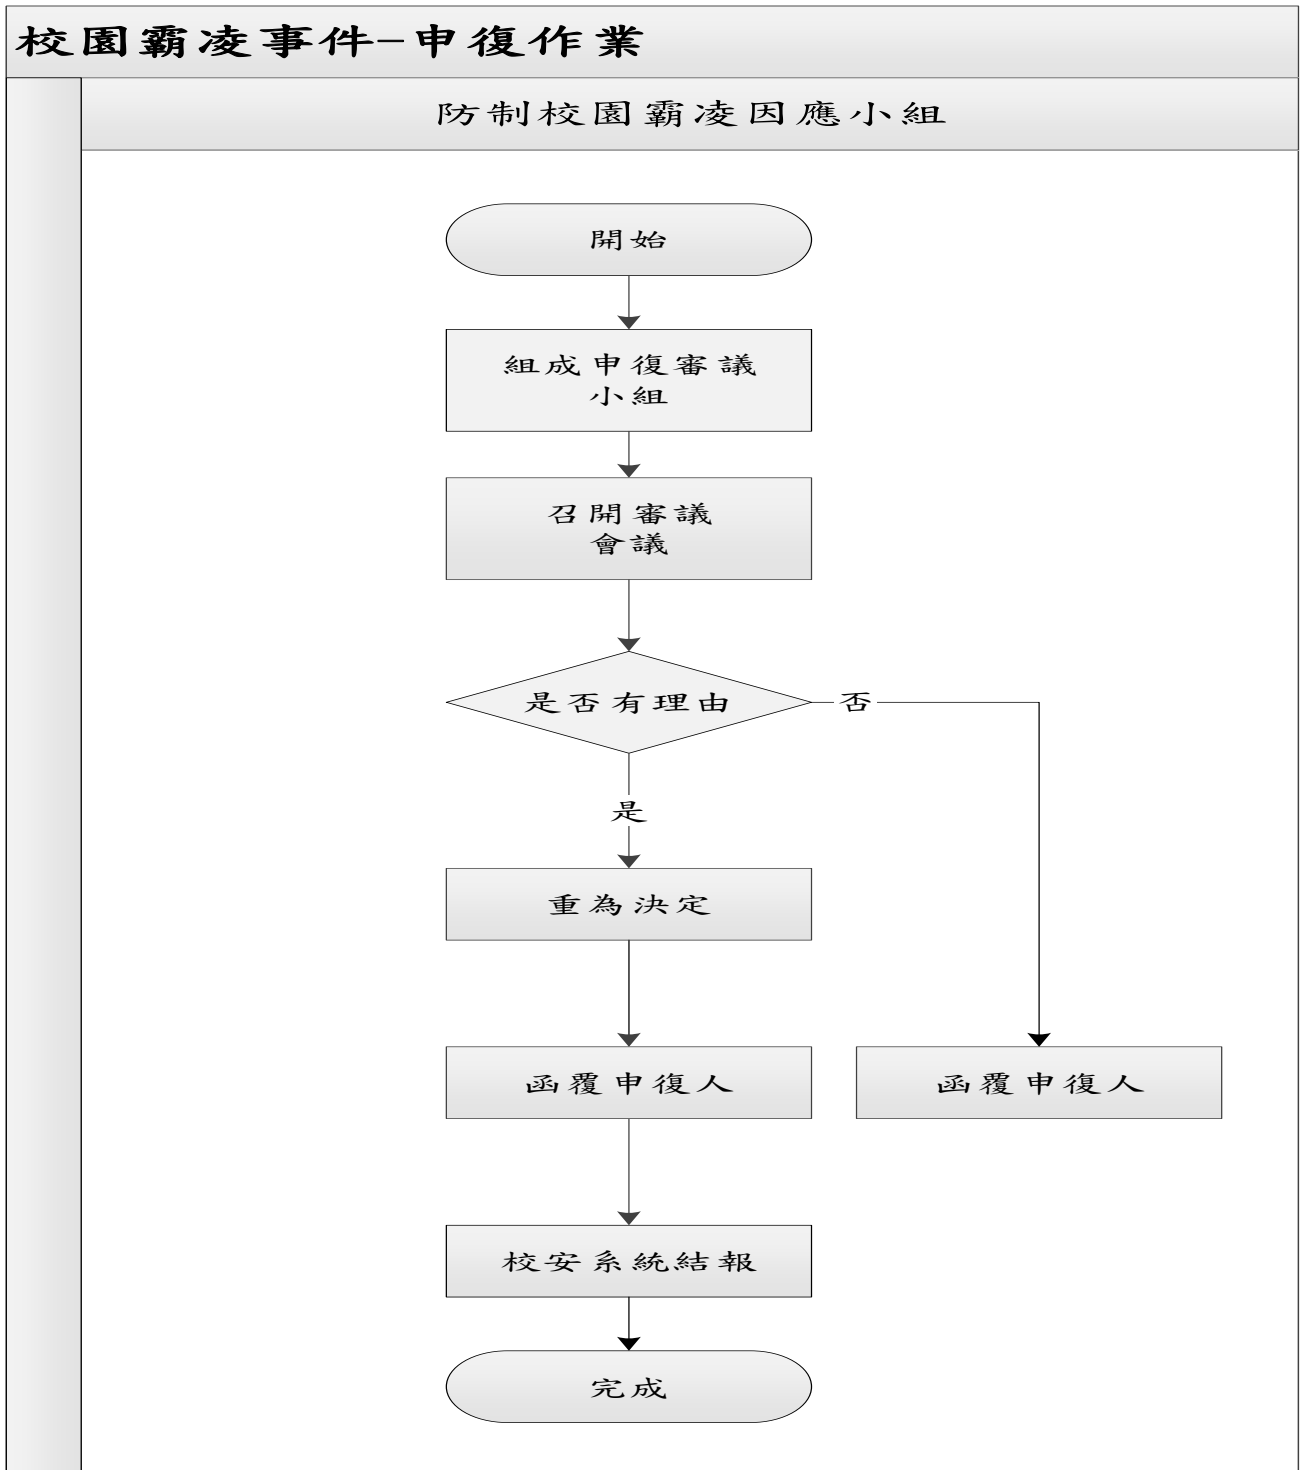 校園霸凌事件-申復作業
防制校園霸凌因應小組
開始
組成申復審議
小組
召開審議
會議
是否有理由
否
是
重為決定
函覆申復人
函覆申復人
校安系統結報
完成